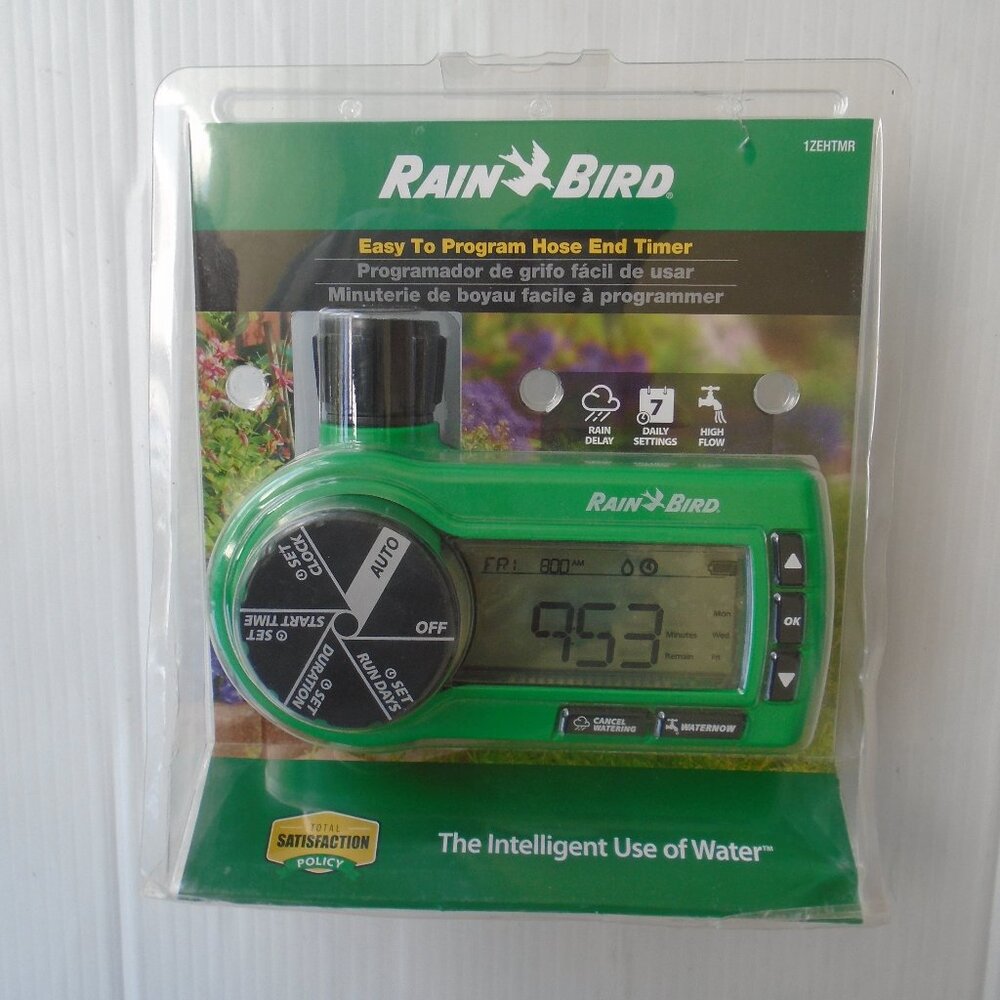 1ZEHTMR
RAIN BIRD®
Easy To Program Hose End Timer
Programador de grifo fácil de usar
Minuterie de boyau facile à programmer
RAIN
DELAY
7
DAILY
SETTINGS
HIGH
FLOW
RAIN BIRD
SET
CLOCK
AUTO
OFF
SET
START TIME
SET
DURATION
SET
RUN DAYS
FRI 800 AM
953
Minutes
Remain
Mon
Wed
Fri
OK
CANCEL
WATERING
WATERNOW
TOTAL
SATISFACTION
POLICY
The Intelligent Use of Water™